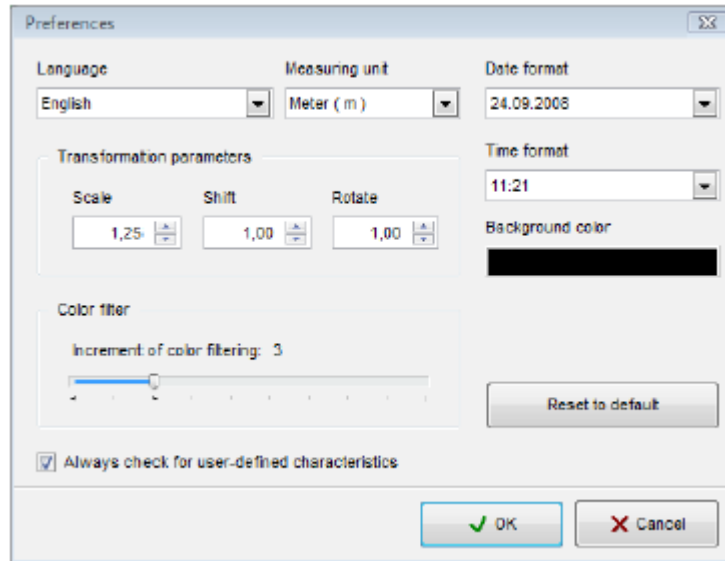 Preferences
Language
Measuring unit
Date format
English
Meter ( m )
24.09.2008
Transformation parameters
Time format
11:21
Scale
Shift
Rotate
1,25
1,00
1,00
Background color
Color filter
Increment of color filtering: 3
Reset to default
Always check for user-defined characteristics
OK
Cancel